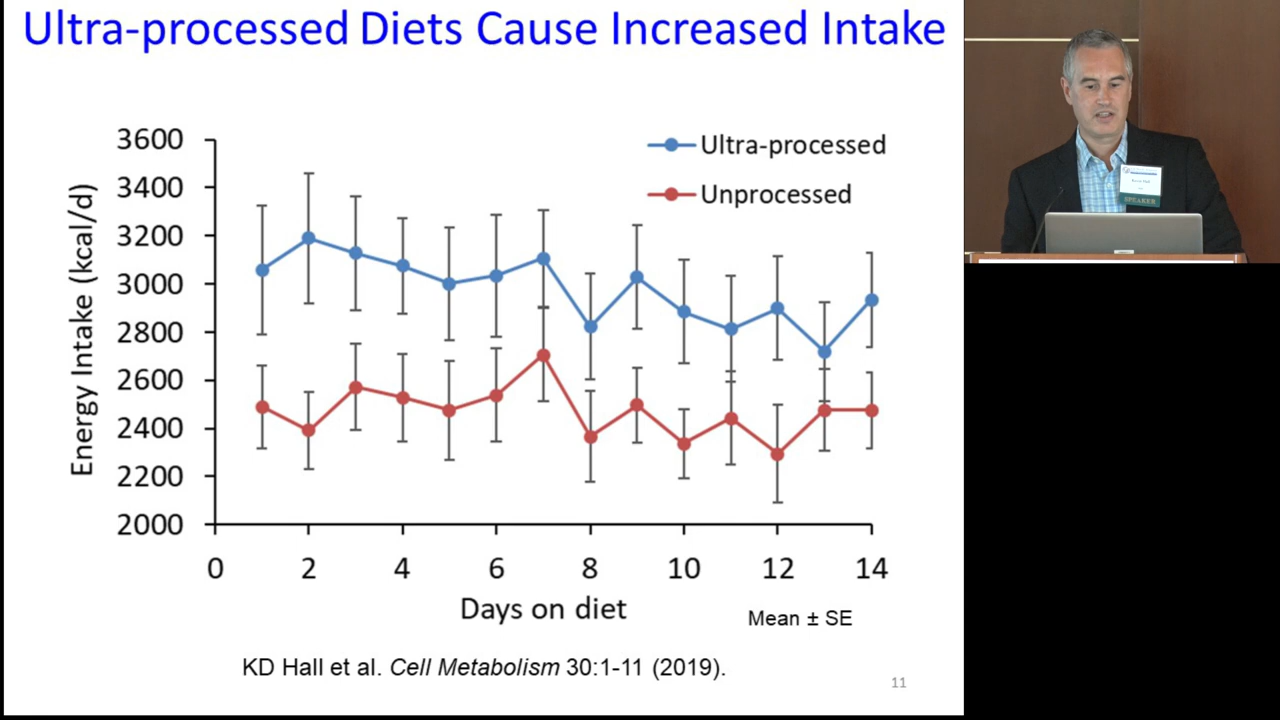 Ultra-processed Diets Cause Increased Intake
3600
3400
3200
3000
2800
2600
2400
2200
2000
Energy Intake (kcal/d)
Ultra-processed
Unprocessed
0 2 4 6 8 10 12 14
Days on diet
Mean ± SE
KD Hall et al. Cell Metabolism 30:1-11 (2019).
11
SPEAKER